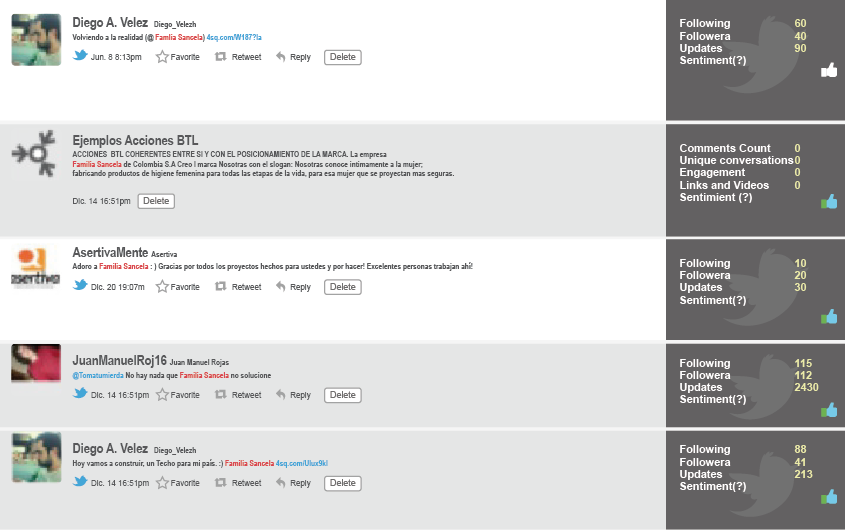 Diego A. Velez Diego_Velezh
Volviendo a la realidad (@ Familia Sancela) 4sq.com/W187?la
Jun. 8 8:13pm Favorite Retweet Reply Delete
Following 60
Followera 40
Updates 90
Sentiment(?)
Ejemplos Acciones BTL
ACCIONES BTL COHERENTES ENTRE SI Y CON EL POSICIONAMIENTO DE LA MARCA. La empresa
Familia Sancela de Colombia S.A Creo l marca Nosotras con el slogan: Nosotras conoce intimamente a la mujer;
fabricando productos de higiene femenina para todas las etapas de la vida, para esa mujer que se proyectan mas seguras.
Dic. 14 16:51pm Delete
Comments Count 0
Unique conversations 0
Engagement 0
Links and Videos 0
Sentimient (?)
AsertivaMente Asertiva
Adoro a Familia Sancela : ) Gracias por todos los proyectos hechos para ustedes y por hacer! Excelentes personas trabajan ahí!
Dic. 20 19:07m Favorite Retweet Reply Delete
asertiva
Following 10
Followera 20
Updates 30
Sentiment(?)
JuanManuelRoj16 Juan Manuel Rojas
@Tomatumierda No hay nada que Familia Sancela no solucione
Dic. 14 16:51pm Favorite Retweet Reply Delete
Following 115
Followera 112
Updates 2430
Sentiment(?)
Diego A. Velez Diego_Velezh
Hoy vamos a construir, un Techo para mi país. :) Familia Sancela 4sq.com/Ulux9kl
Dic. 14 16:51pm Favorite Retweet Reply Delete
Following 88
Followera 41
Updates 213
Sentiment(?)